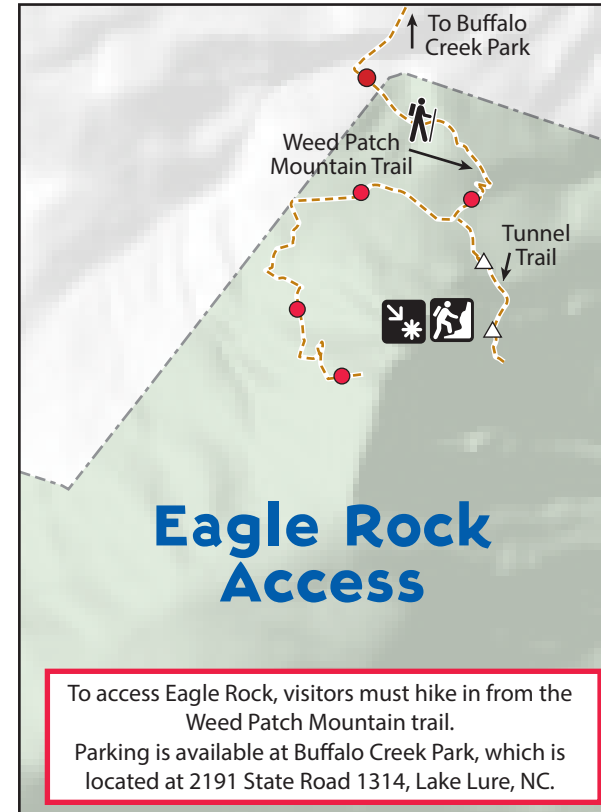 To Buffalo
Creek Park
Weed Patch
Mountain Trail
Tunnel
Trail
Eagle Rock
Access
To access Eagle Rock, visitors must hike in from the
Weed Patch Mountain trail.
Parking is available at Buffalo Creek Park, which is
located at 2191 State Road 1314, Lake Lure, NC.